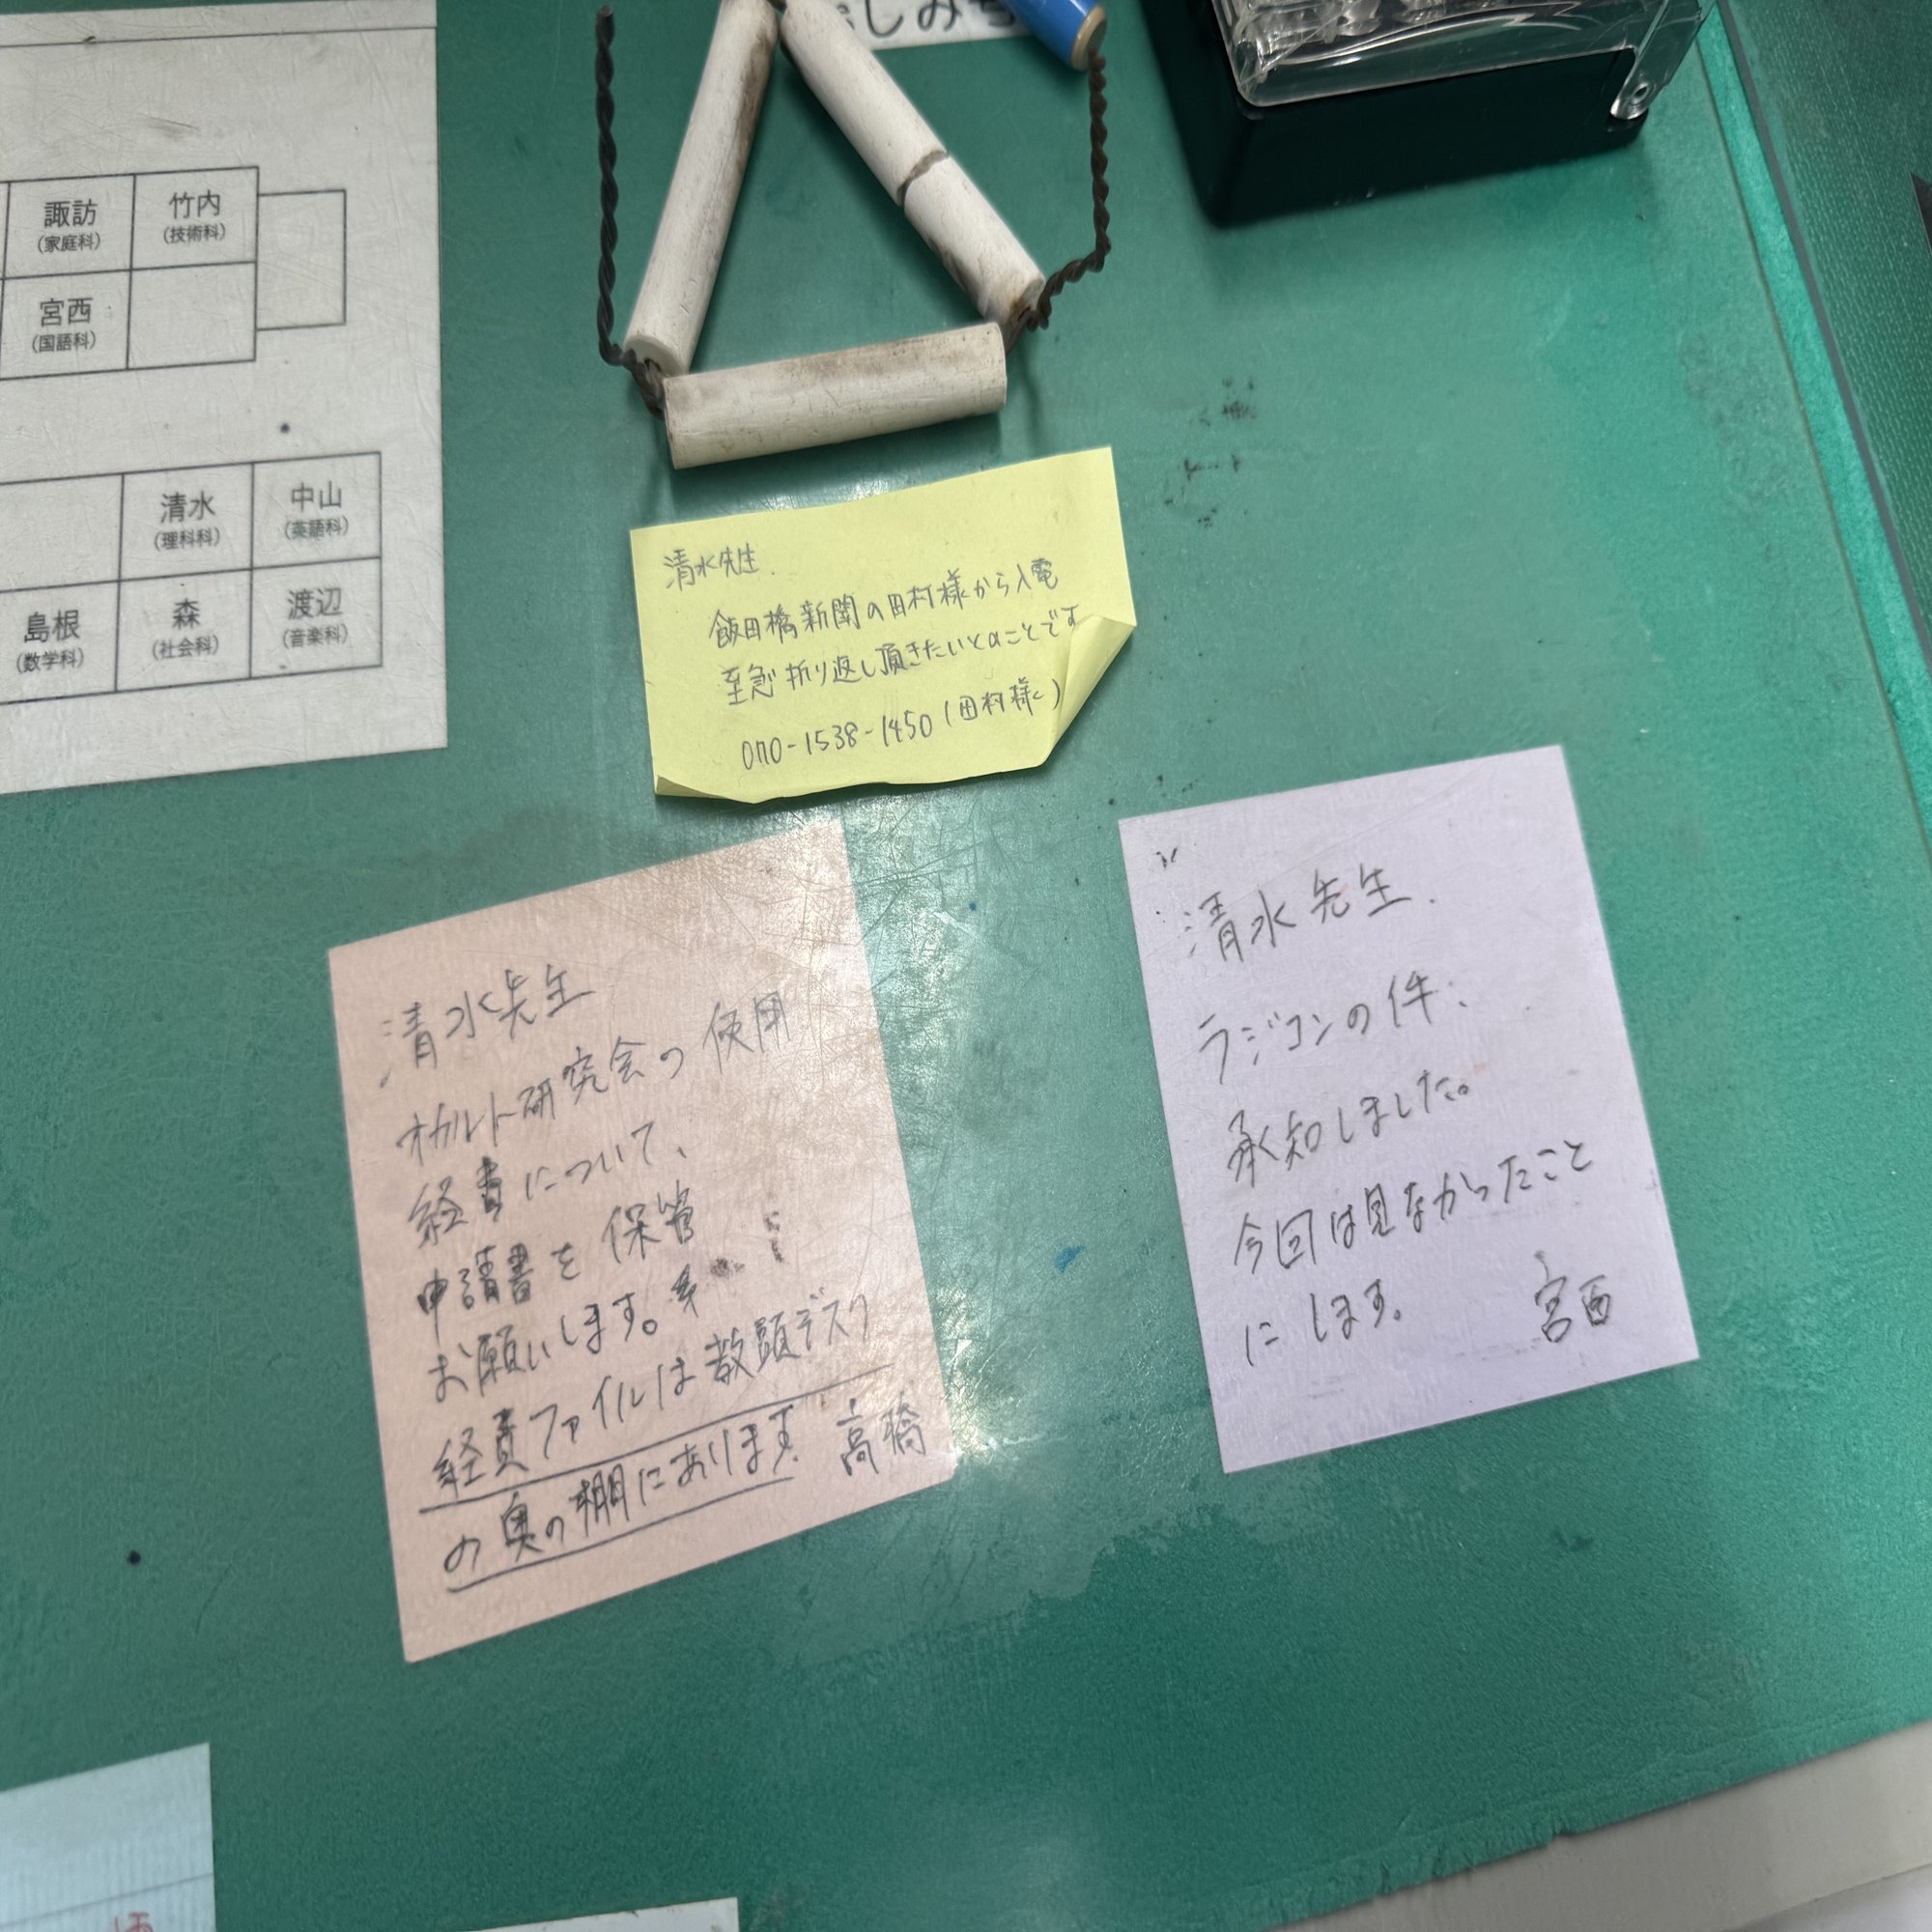 諏訪
(家庭科)
竹内
(技術科)
宮西
(国語科)
清水
(理科科)
中山
(英語科)
島根
(数学科)
森
(社会科)
渡辺
(音楽科)
清水先生
飯田橋新聞の田村様から入電
至急折り返し頂きたいとのことです
070-1538-1450(田村様)
清水先生
オカルト研究会の使用
経費について、
申請書を保管
お願いします。
経費ファイルは教頭デスク
の奥の棚にあります 高橋
清水先生.
ラジコンの件、
承知しました。
今回は見なかったこと
にします。 宮西